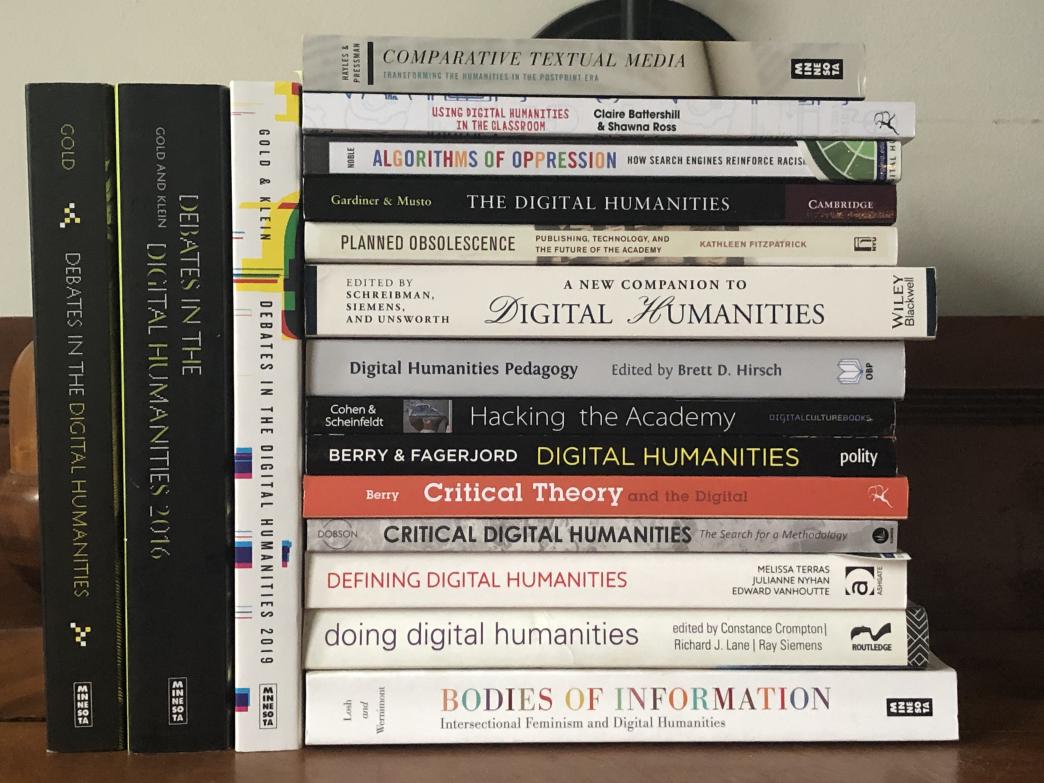 GOLD
DEBATES IN THE DIGITAL HUMANITIES
MINNESOTA
GOLD AND KLEIN
[DEBATES IN THE
[DIGITAL HUMANITIES 2016
MINNESOTA
GOLD & KLEIN
DEBATES IN THE DIGITAL HUMANITIES 2019
MINNESOTA
HAYLES &
PRESSMAN
COMPARATIVE TEXTUAL MEDIA
TRANSFORMING THE HUMANITIES IN THE POSTPRINT ERA
MINNESOTA
USING DIGITAL HUMANITIES
IN THE CLASSROOM
Claire Battershill
& Shawna Ross
NOBLE
ALGORITHMS OF OPPRESSION
HOW SEARCH ENGINES REINFORCE RACIS
Gardiner & Musto
THE DIGITAL HUMANITIES
CAMBRIDGE
PLANNED OBSOLESCENCE
PUBLISHING, TECHNOLOGY, AND
THE FUTURE OF THE ACADEMY
KATHLEEN FITZPATRICK
NYU
EDITED BY
SCHREIBMAN,
SIEMENS,
AND UNSWORTH
A NEW COMPANION TO
DIGITAL HUMANITIES
WILEY
Blackwell
Digital Humanities Pedagogy
Edited by Brett D. Hirsch
OBP
Cohen &
Scheinfeldt
Hacking the Academy
DIGITALCULTUREBOOKS
BERRY & FAGERJORD
DIGITAL HUMANITIES
polity
Berry
Critical Theory and the Digital
DOBSON
CRITICAL DIGITAL HUMANITIES
The Search for a Methodology
DEFINING DIGITAL HUMANITIES
MELISSA TERRAS
JULIANNE NYHAN
EDWARD VANHOUTTE
ASHGATE
doing digital humanities
edited by Constance Crompton|
Richard J. Lane | Ray Siemens
ROUTLEDGE
Losh
and
Wernimont
BODIES OF INFORMATION
Intersectional Feminism and Digital Humanities
MINNESOTA